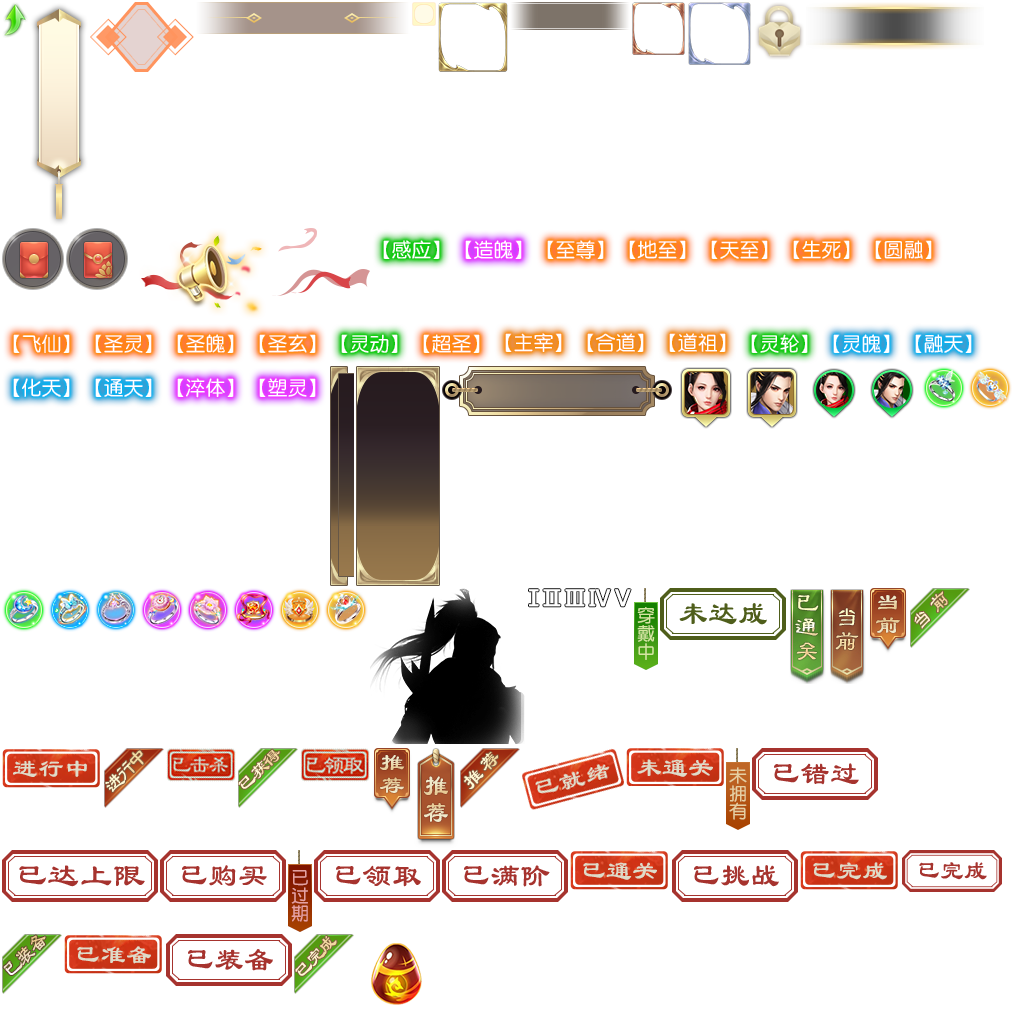 【感应】 【造魄】 【至尊】 【地至】 【天至】 【生死】 【圆融】
【飞仙】 【圣灵】 【圣魄】 【圣玄】 【灵动】 【超圣】 【主宰】 【合道】 【道祖】 【灵轮】 【灵魄】 【融天】
【化天】 【通天】 【淬体】 【塑灵】
I II III IV V
穿戴中
未达成
已通关
当前
当前
当前
进行中
进行中
已击杀
已获得
已领取
推荐
推荐
推荐
已就绪
未通关
未拥有
已错过
已达上限
已购买
已过期
已领取
已满阶
已通关
已挑战
已完成
已完成
已装备
已准备
已装备
已完成